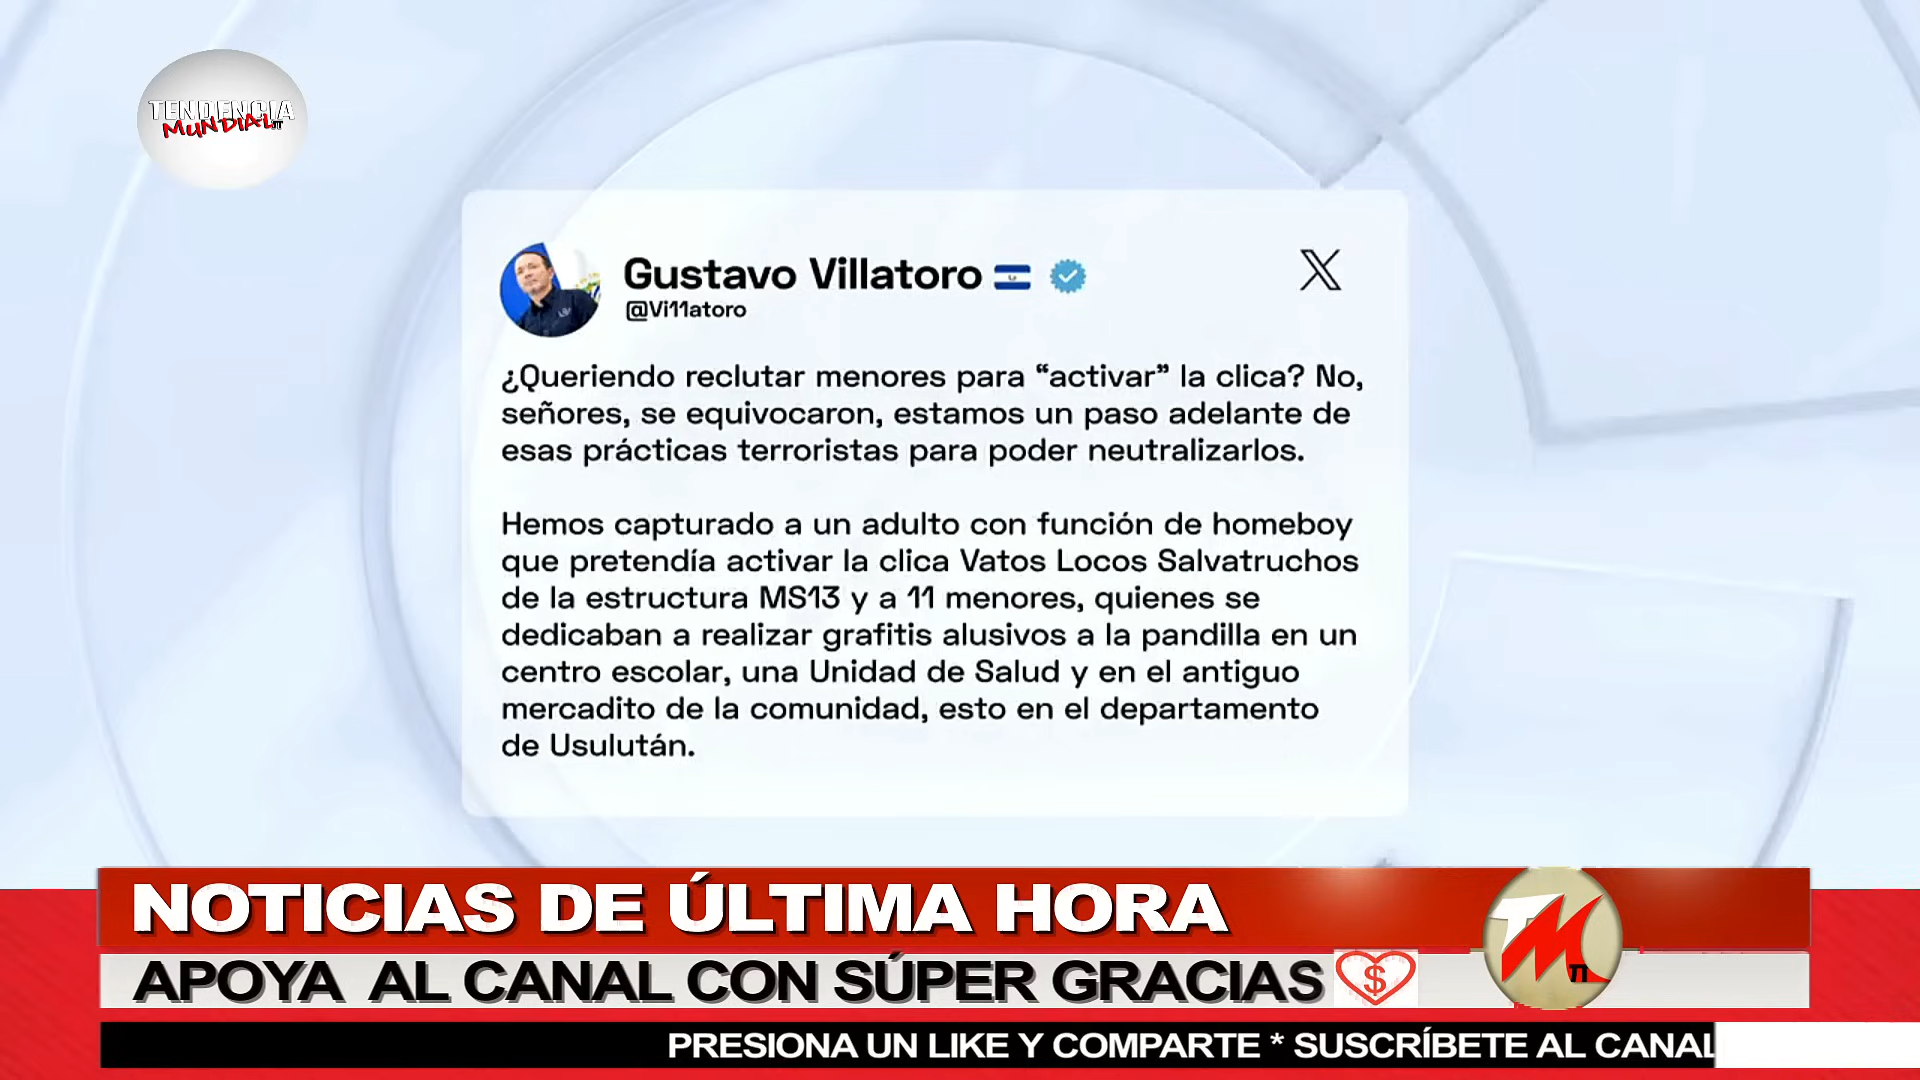 TENDENCIA
MUNDIAL TT
Gustavo Villatoro
@Vi11atoro
¿Queriendo reclutar menores para “activar” la clica? No,
señores, se equivocaron, estamos un paso adelante de
esas prácticas terroristas para poder neutralizarlos.
Hemos capturado a un adulto con función de homeboy
que pretendía activar la clica Vatos Locos Salvatruchos
de la estructura MS13 y a 11 menores, quienes se
dedicaban a realizar grafitis alusivos a la pandilla en un
centro escolar, una Unidad de Salud y en el antiguo
mercadito de la comunidad, esto en el departamento
de Usulután.
NOTICIAS DE ÚLTIMA HORA
APOYA AL CANAL CON SÚPER GRACIAS $
TM TT
PRESIONA UN LIKE Y COMPARTE * SUSCRÍBETE AL CANAL